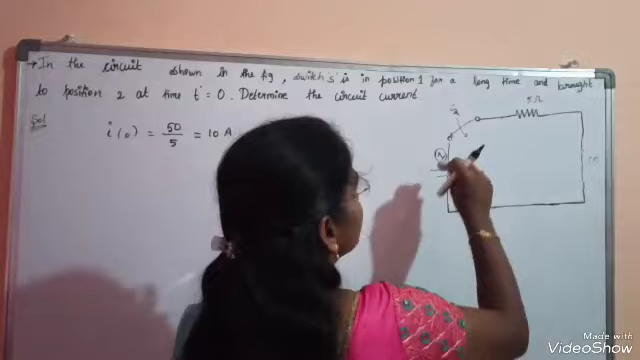 → In the circuit shown in the fig, switch 's' is in position 1 for a long time and brought
to position 2 at time t = 0. Determine the circuit current.
Sol
i(0) = 50/5 = 10 A
5Ω
2
Made with
VideoShow